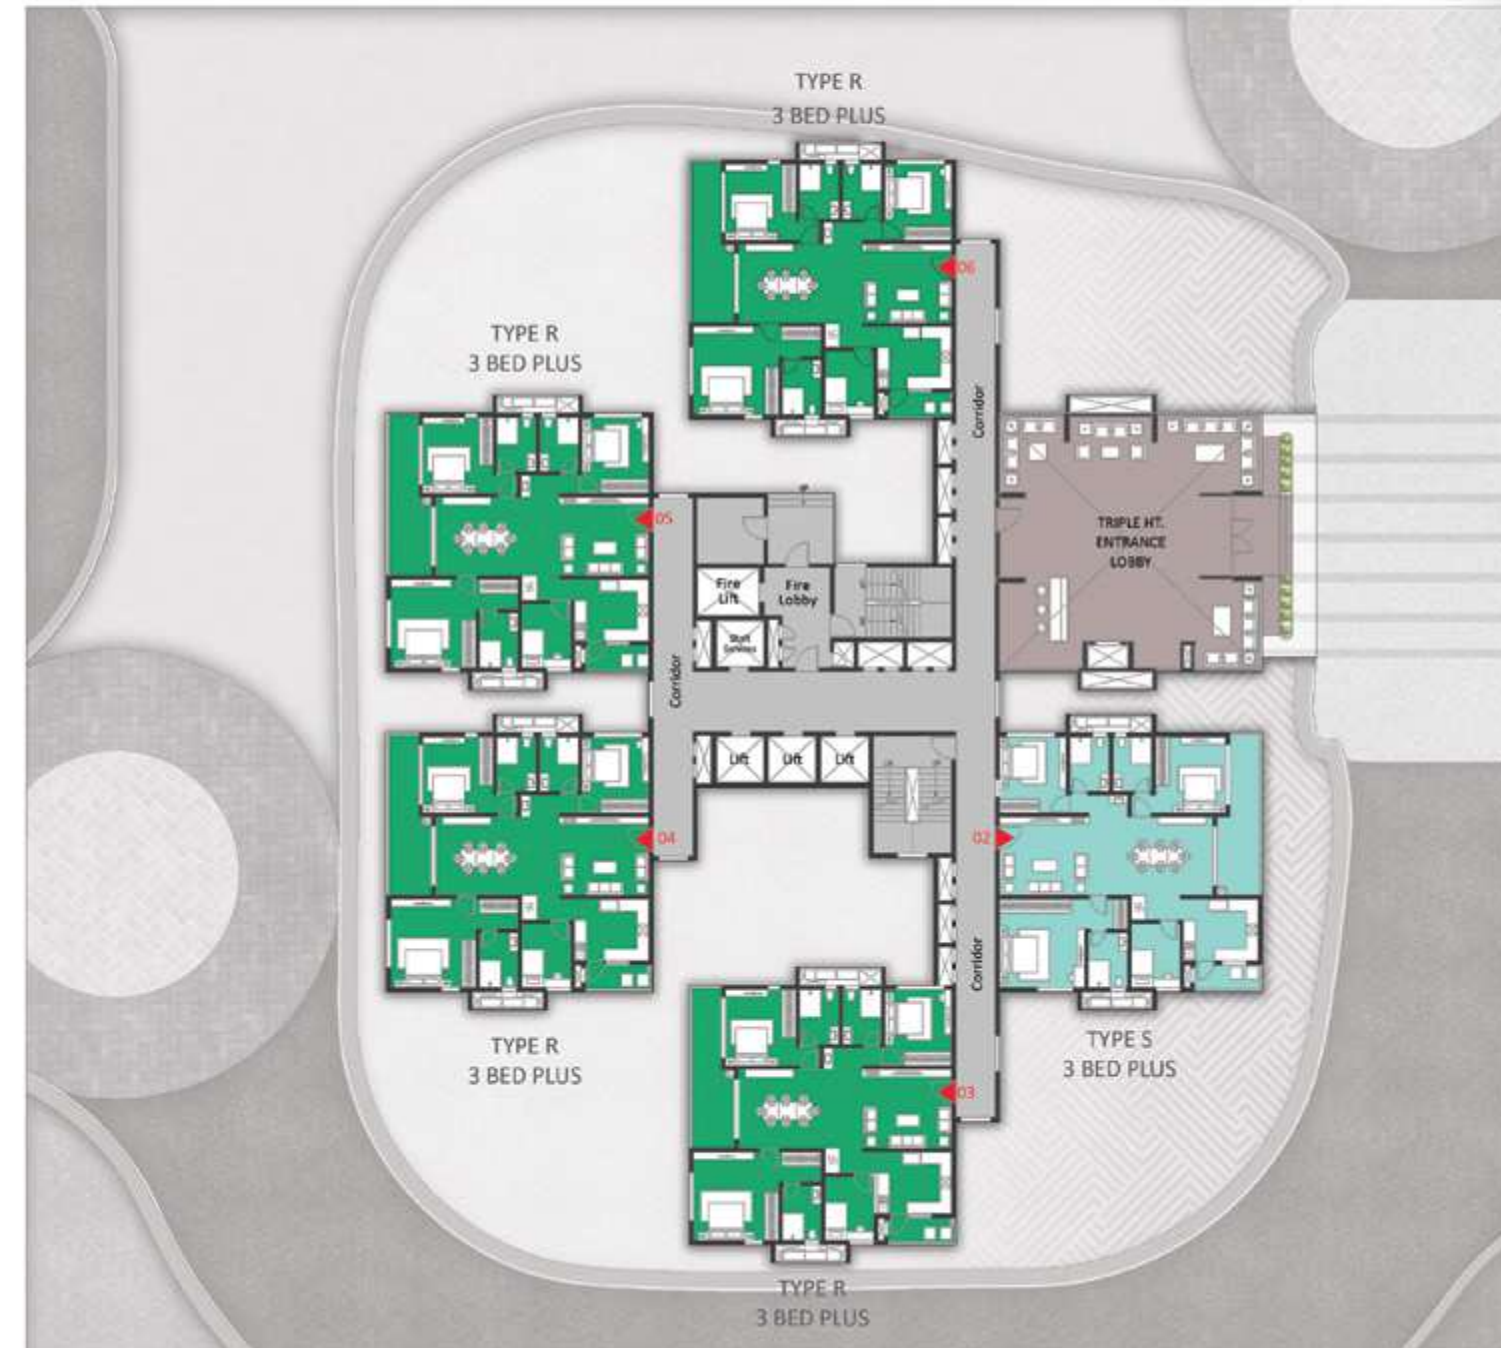 TYPE R
3 BED PLUS
06
TYPE R
3 BED PLUS
Corridor
05
TRIPLE HT.
ENTRANCE
LOBBY
Fire
Lift
Fire
Lobby
Corridor
Lift
Lift
Lift
04
02
Corridor
TYPE R
3 BED PLUS
TYPE S
3 BED PLUS
03
TYPE R
3 BED PLUS